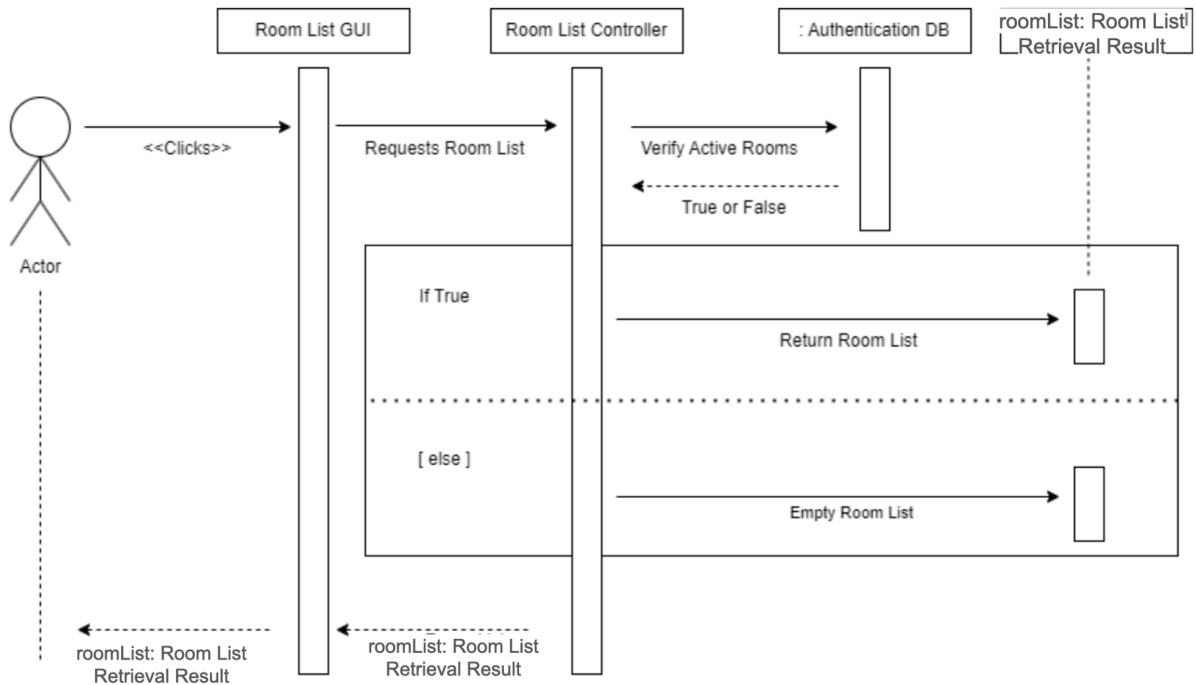 Room List GUI
Room List Controller
: Authentication DB
roomList: Room List
Retrieval Result
<<Clicks>>
Requests Room List
Verify Active Rooms
True or False
Actor
If True
Return Room List
[ else ]
Empty Room List
roomList: Room List
Retrieval Result
roomList: Room List
Retrieval Result